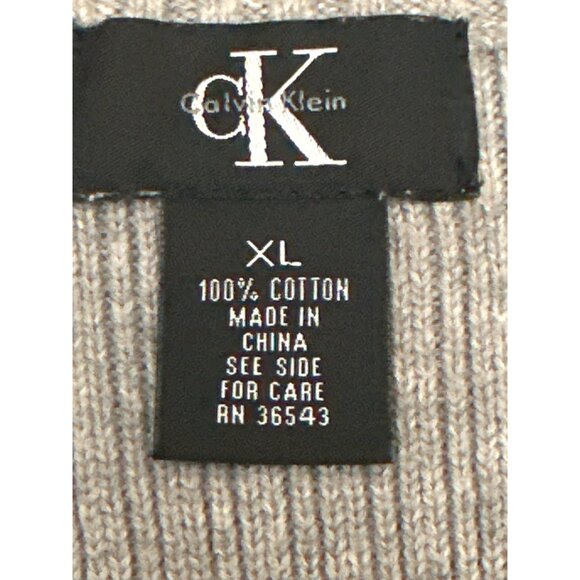 cK
Calvin Klein
XL
100% COTTON
MADE IN
CHINA
SEE SIDE
FOR CARE
RN 36543